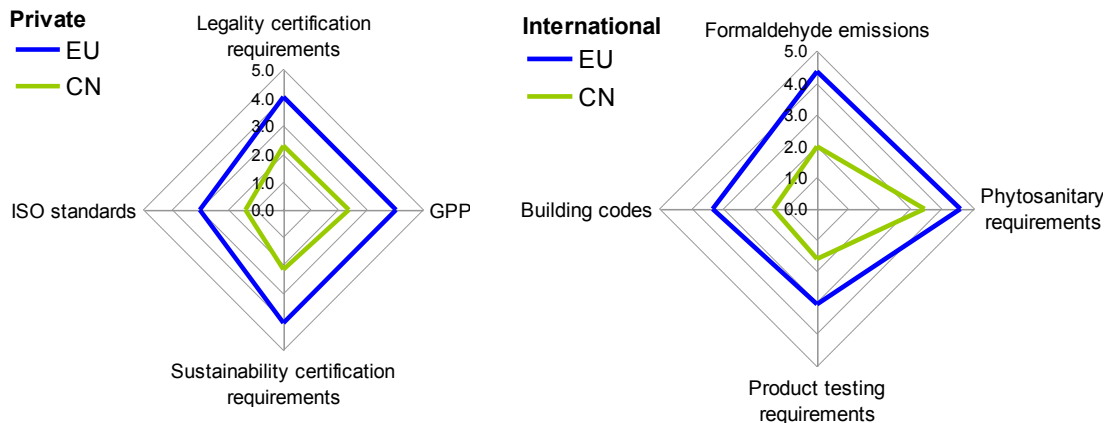 Private
EU
CN
Legality certification
requirements
5.0
4.0
3.0
2.0
1.0
0.0
ISO standards
GPP
Sustainability certification
requirements
International
EU
CN
Formaldehyde emissions
5.0
4.0
3.0
2.0
1.0
0.0
Building codes
Phytosanitary
requirements
Product testing
requirements